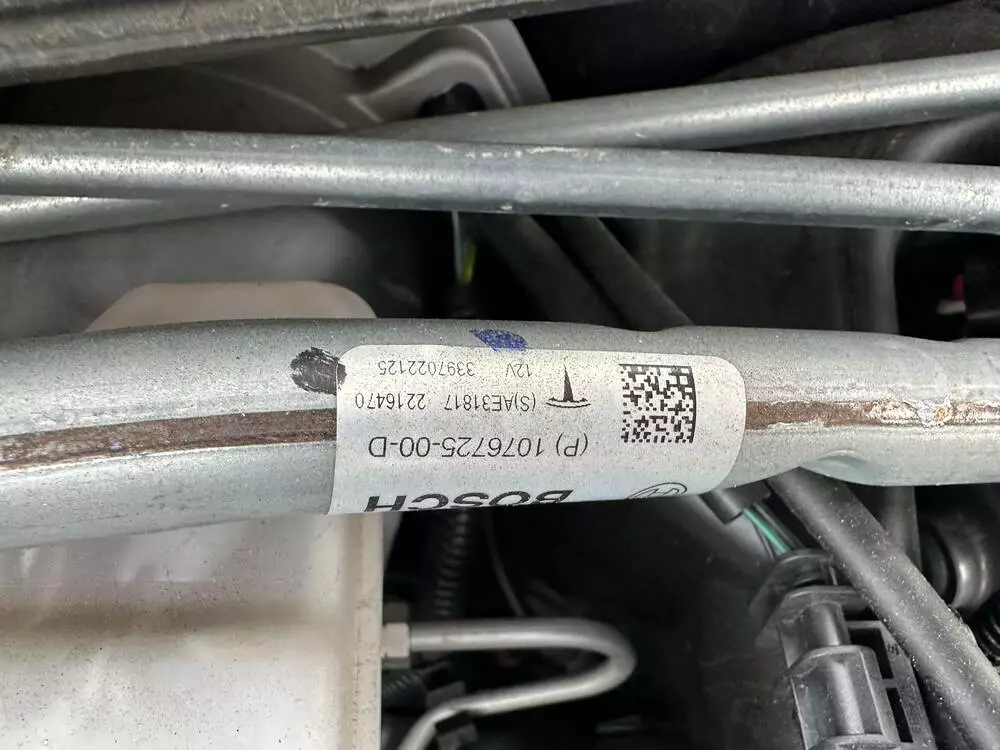 BOSCH
(P) 1076725-00-D
(S)AE31817 2216470
12V 3397022125